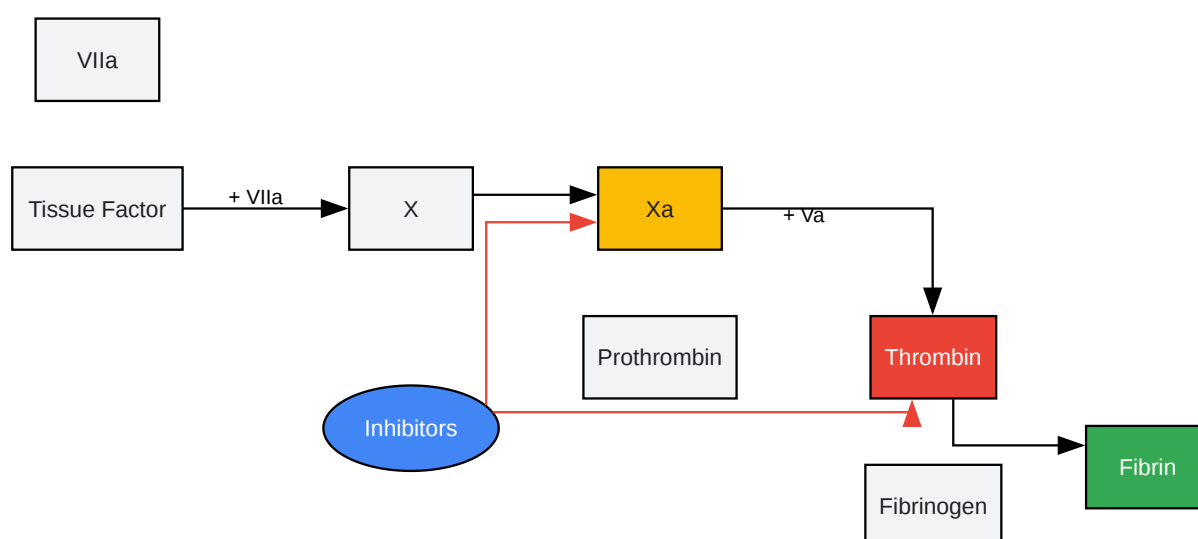 VIIa
Tissue Factor
+ VIIa
X
Xa
+ Va
Prothrombin
Thrombin
Inhibitors
Fibrin
Fibrinogen